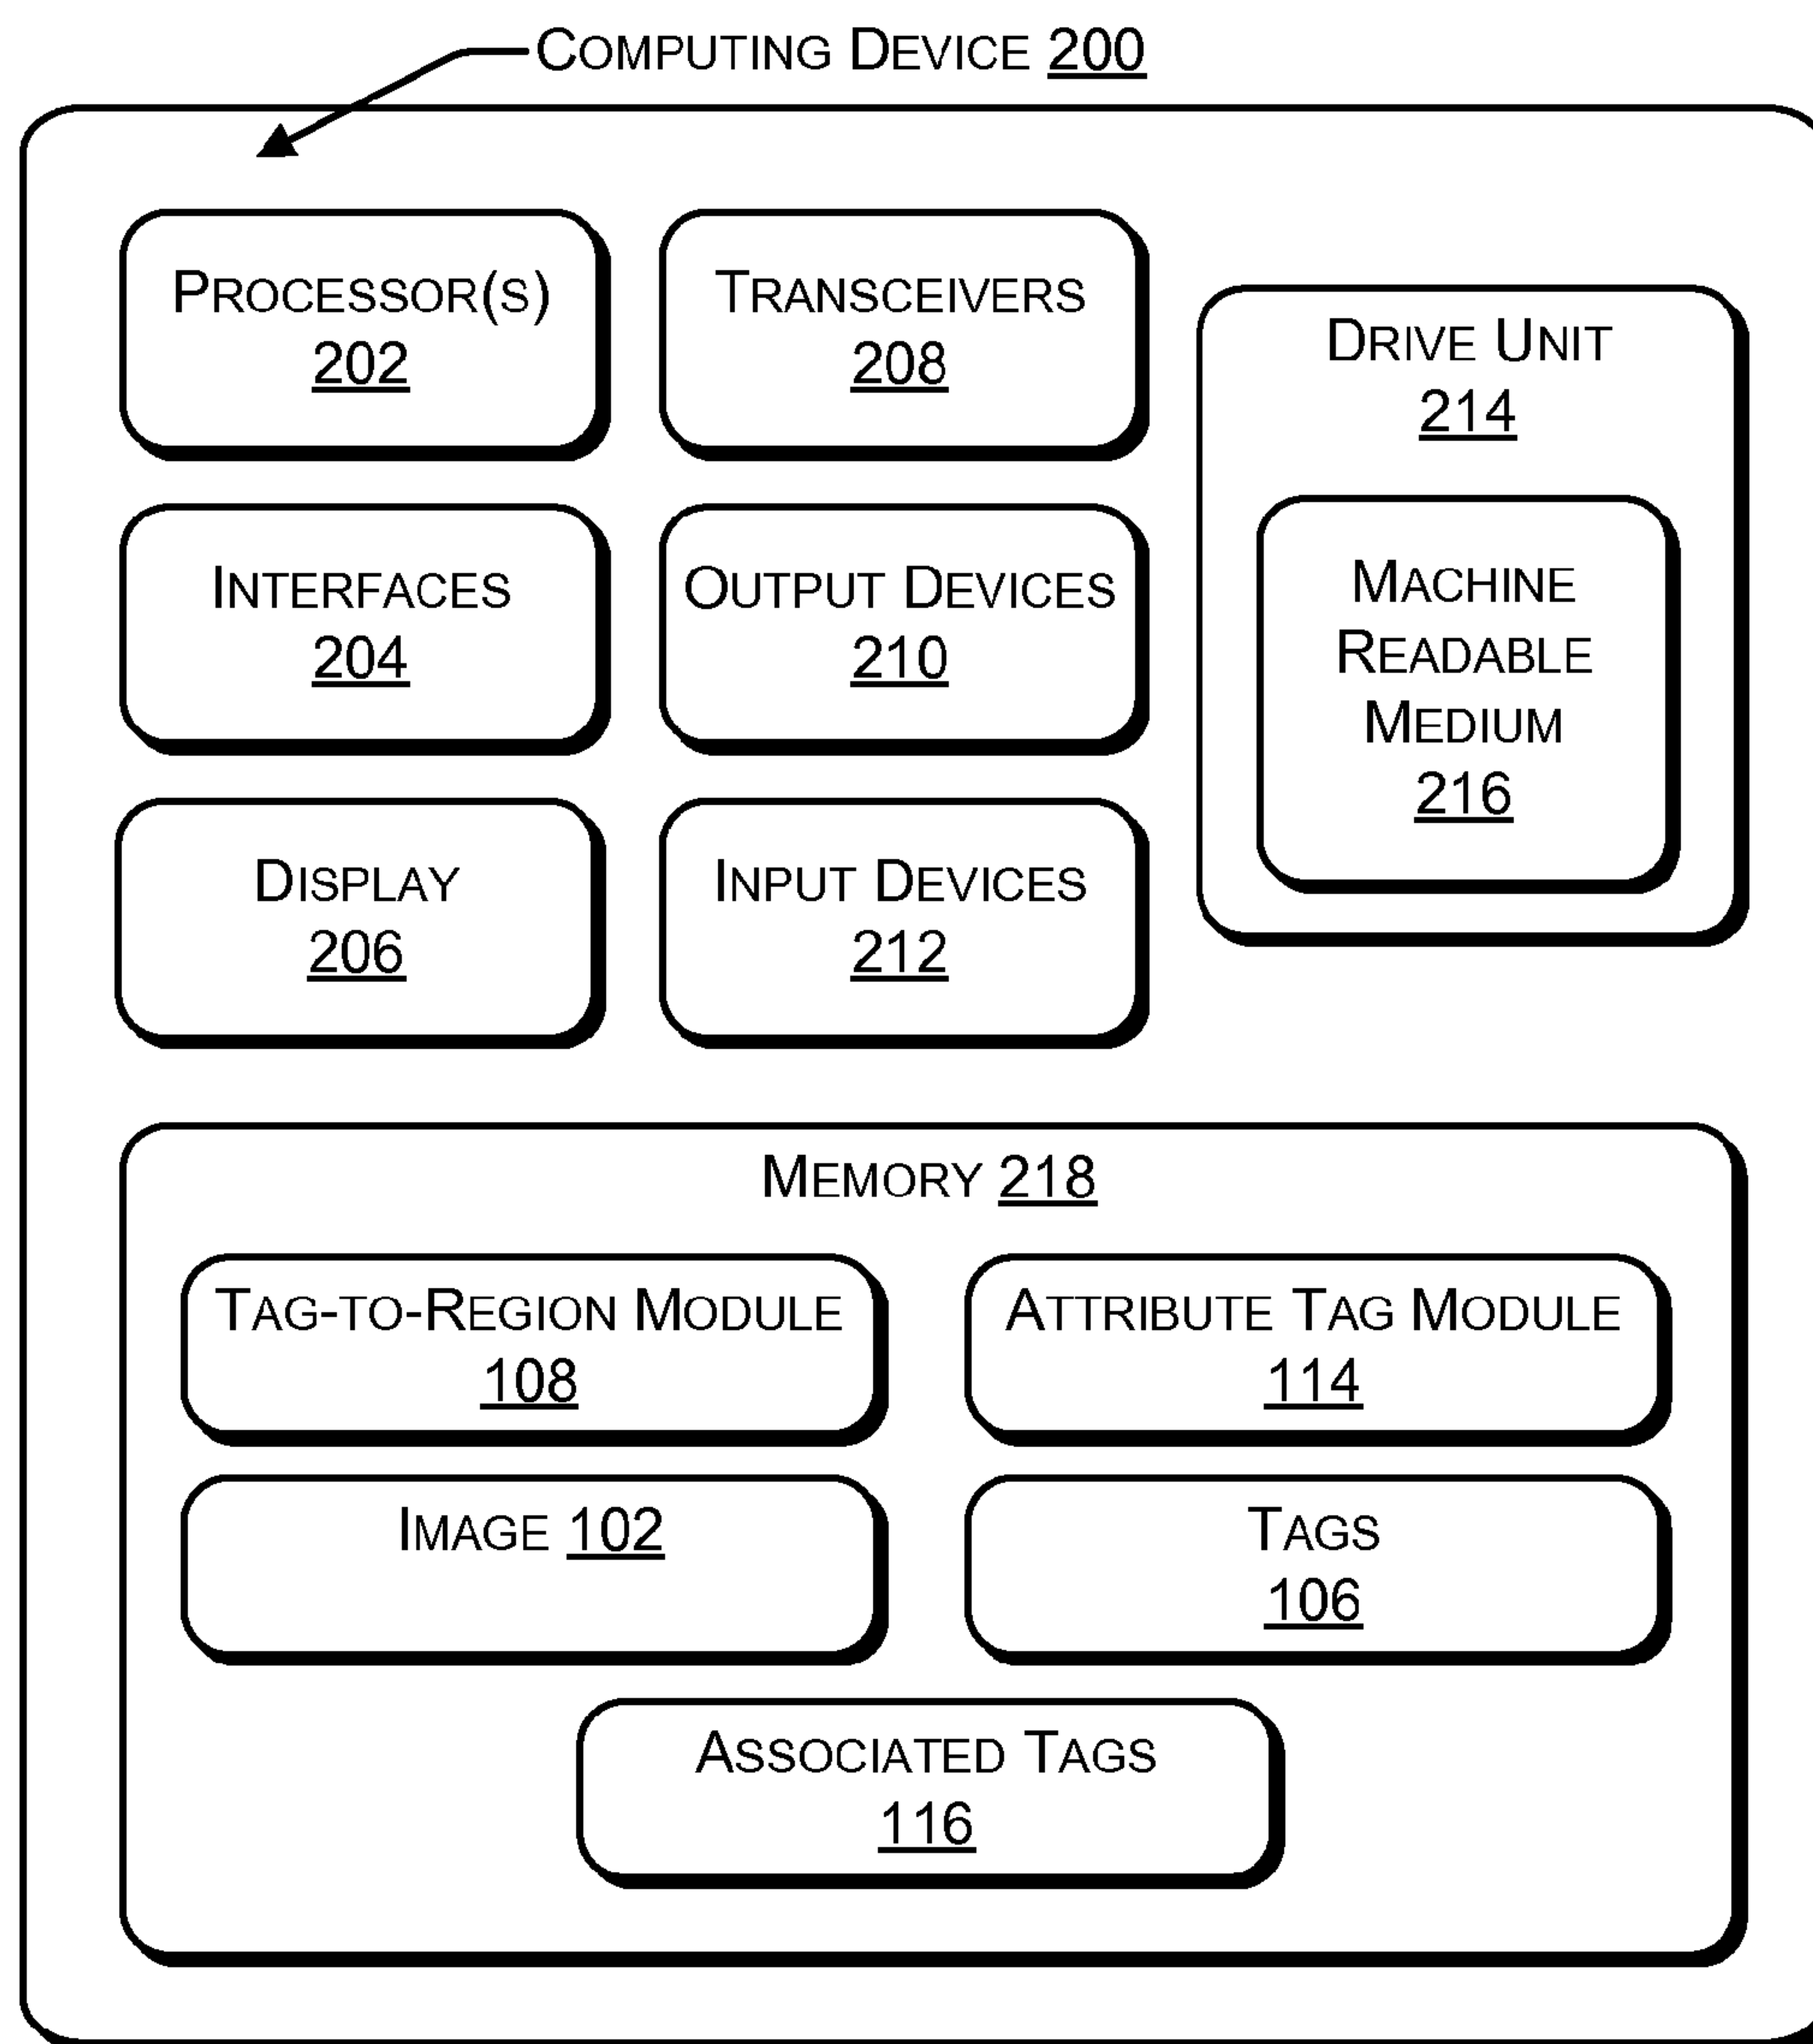 COMPUTING DEVICE 200
PROCESSOR(S)
202
TRANSCEIVERS
208
DRIVE UNIT
214
INTERFACES
204
OUTPUT DEVICES
210
MACHINE
READABLE
MEDIUM
216
DISPLAY
206
INPUT DEVICES
212
MEMORY 218
TAG-TO-REGION MODULE
108
ATTRIBUTE TAG MODULE
114
IMAGE 102
TAGS
106
ASSOCIATED TAGS
116